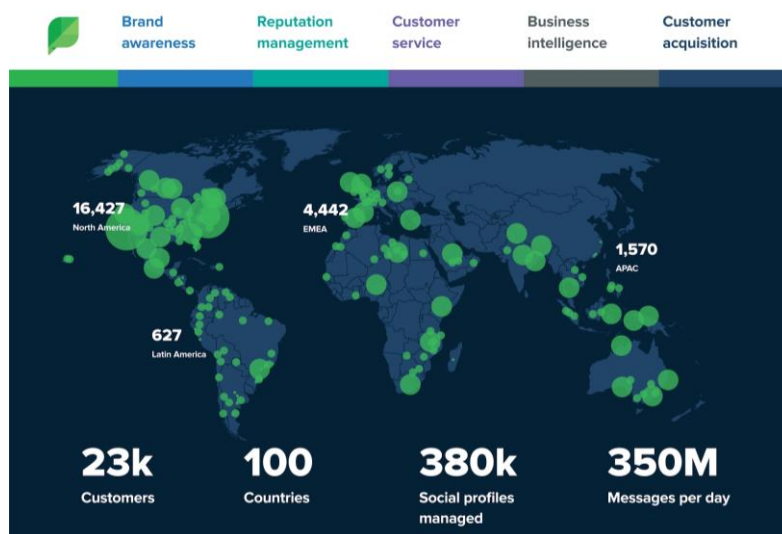 Brand
awareness
Reputation
management
Customer
service
Business
intelligence
Customer
acquisition
16,427
North America
4,442
EMEA
1,570
APAC
627
Latin America
23k
Customers
100
Countries
380k
Social profiles
managed
350M
Messages per day